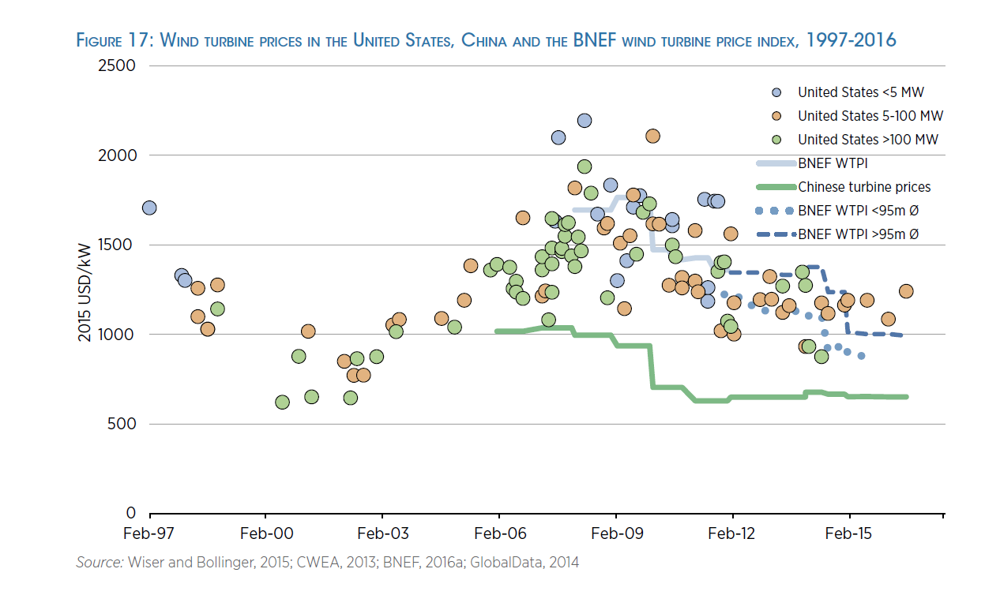 FIGURE 17: WIND TURBINE PRICES IN THE UNITED STATES, CHINA AND THE BNEF WIND TURBINE PRICE INDEX, 1997-2016
2500
2000
1500
1000
500
0
2015 USD/kW
United States <5 MW
United States 5-100 MW
United States >100 MW
BNEF WTPI
Chinese turbine prices
BNEF WTPI <95m Ø
BNEF WTPI >95m Ø
Feb-97 Feb-00 Feb-03 Feb-06 Feb-09 Feb-12 Feb-15
Source: Wiser and Bollinger, 2015; CWEA, 2013; BNEF, 2016a; GlobalData, 2014